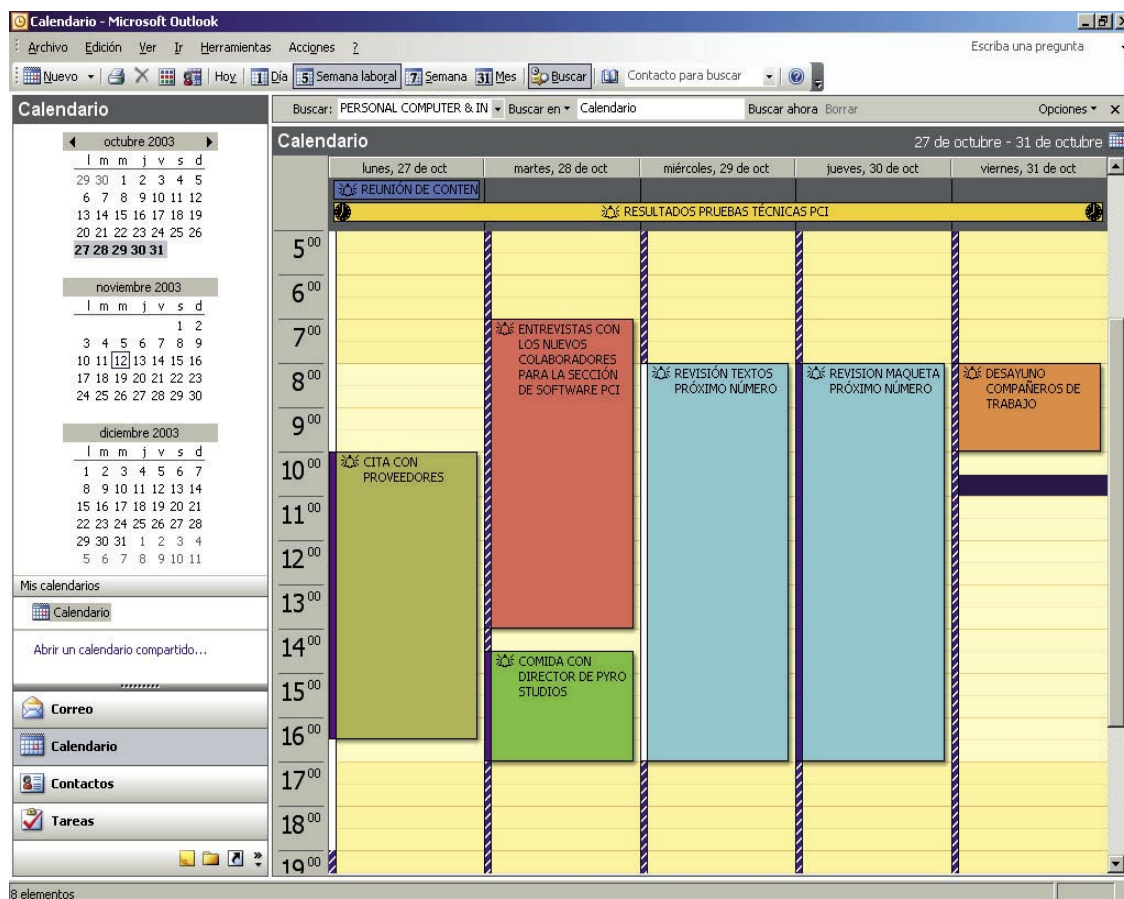 Calendario - Microsoft Outlook
Archivo Edición Ver Ir Herramientas Acciones ? Escriba una pregunta
Nuevo Hoy 1 Día 5 Semana laboral 7 Semana 31 Mes Buscar Contacto para buscar
Calendario
Buscar: PERSONAL COMPUTER & IN Buscar en Calendario Buscar ahora Borrar Opciones
octubre 2003
l m m j v s d
29 30 1 2 3 4 5
6 7 8 9 10 11 12
13 14 15 16 17 18 19
20 21 22 23 24 25 26
27 28 29 30 31
noviembre 2003
l m m j v s d
1 2
3 4 5 6 7 8 9
10 11 12 13 14 15 16
17 18 19 20 21 22 23
24 25 26 27 28 29 30
diciembre 2003
l m m j v s d
1 2 3 4 5 6 7
8 9 10 11 12 13 14
15 16 17 18 19 20 21
22 23 24 25 26 27 28
29 30 31 1 2 3 4
5 6 7 8 9 10 11
Mis calendarios
Calendario
Abrir un calendario compartido...
Correo
Calendario
Contactos
Tareas
Calendario 27 de octubre - 31 de octubre
lunes, 27 de oct martes, 28 de oct miércoles, 29 de oct jueves, 30 de oct viernes, 31 de oct
REUNIÓN DE CONTEN
RESULTADOS PRUEBAS TÉCNICAS PCI
5 00
6 00
7 00
8 00
9 00
10 00
11 00
12 00
13 00
14 00
15 00
16 00
17 00
18 00
19 00
CITA CON
PROVEEDORES
ENTREVISTAS CON
LOS NUEVOS
COLABORADORES
PARA LA SECCIÓN
DE SOFTWARE PCI
COMIDA CON
DIRECTOR DE PYRO
STUDIOS
REVISIÓN TEXTOS
PRÓXIMO NÚMERO
REVISION MAQUETA
PRÓXIMO NÚMERO
DESAYUNO
COMPAÑEROS DE
TRABAJO
8 elementos